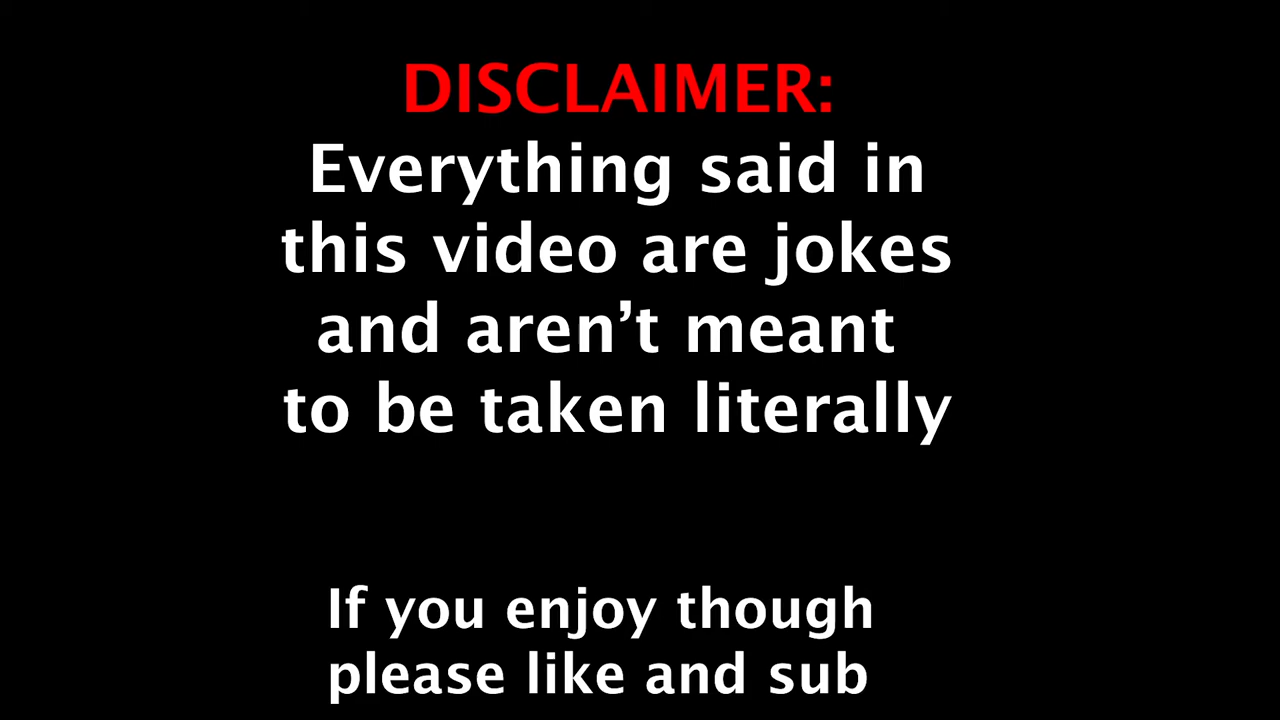 DISCLAIMER:
Everything said in
this video are jokes
and aren’t meant
to be taken literally
If you enjoy though
please like and sub